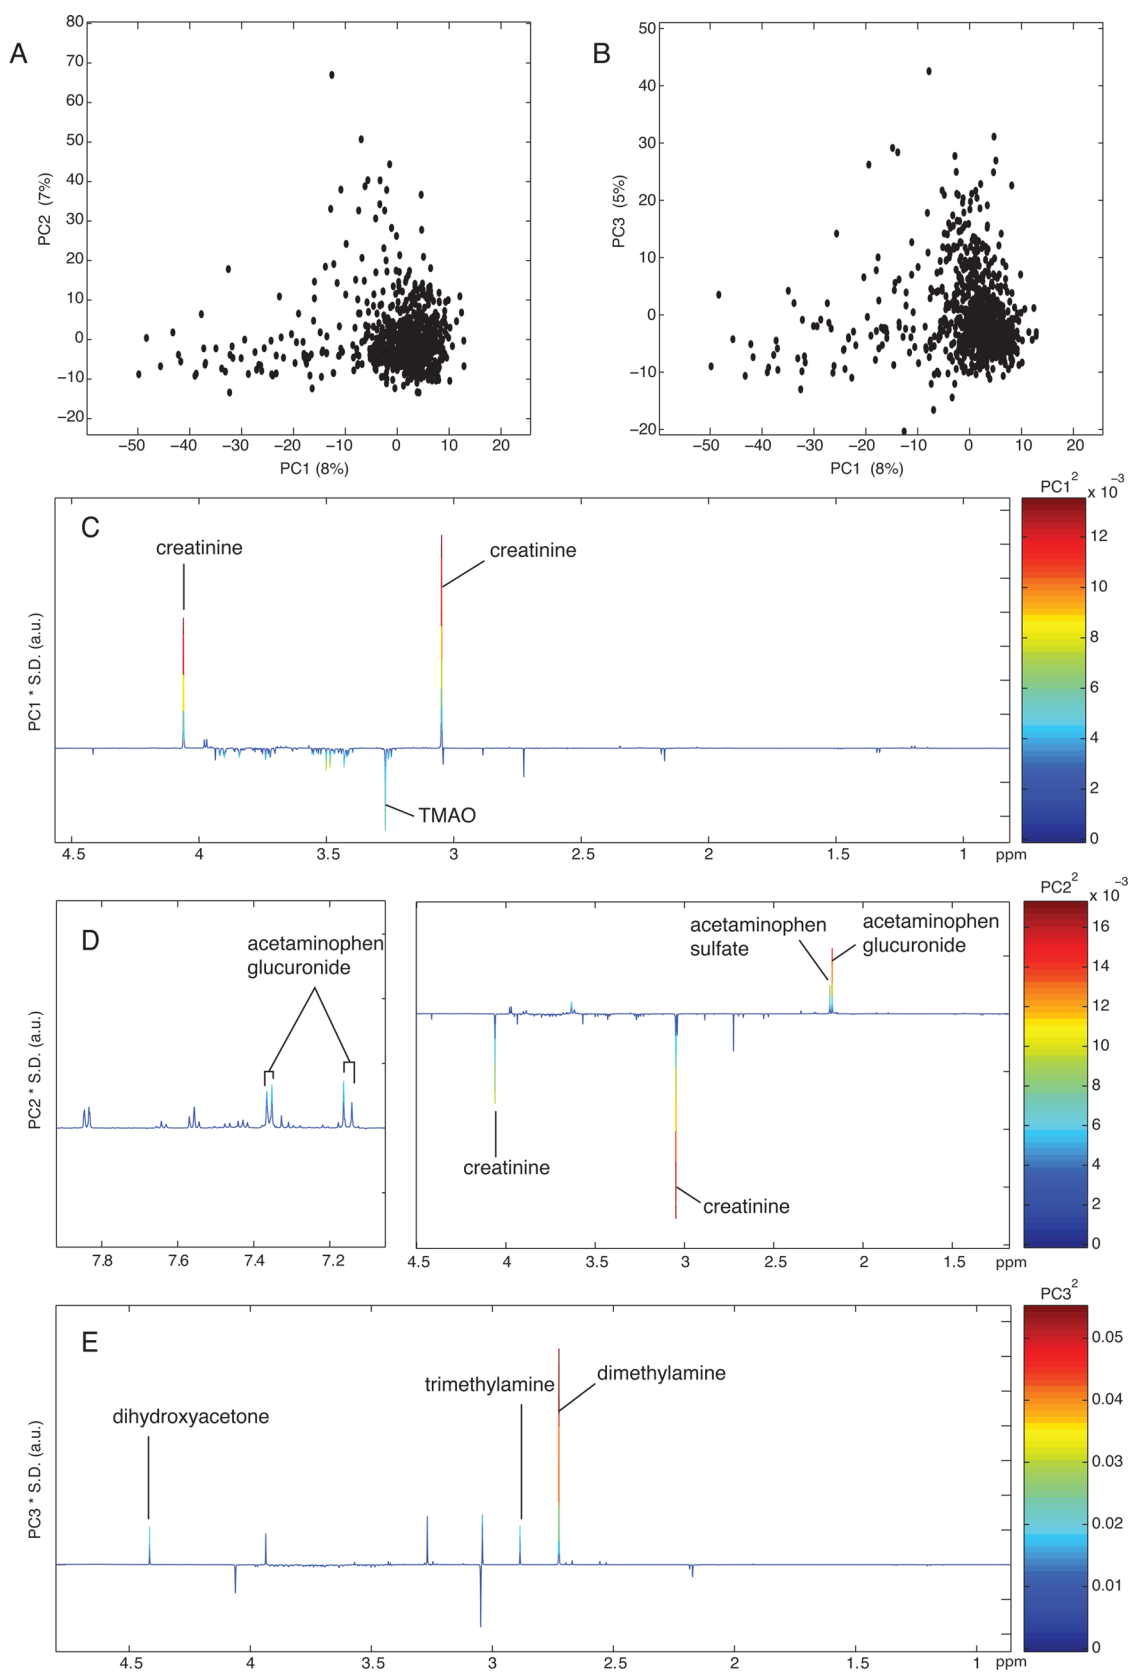 A
80
70
60
50
40
30
20
10
0
−10
−20
PC2 (7%)
−50 −40 −30 −20 −10 0 10 20
PC1 (8%)
B
50
40
30
20
10
0
−10
−20
PC3 (5%)
−50 −40 −30 −20 −10 0 10 20
PC1 (8%)
C
PC1 * S.D. (a.u.)
creatinine
creatinine
TMAO
4.5 4 3.5 3 2.5 2 1.5 1 ppm
PC1²
x 10⁻³
12
10
8
6
4
2
0
D
PC2 * S.D. (a.u.)
acetaminophen
glucuronide
7.8 7.6 7.4 7.2
acetaminophen
sulfate
acetaminophen
glucuronide
creatinine
creatinine
4.5 4 3.5 3 2.5 2 1.5 ppm
PC2²
x 10⁻³
16
14
12
10
8
6
4
2
0
E
PC3 * S.D. (a.u.)
dihydroxyacetone
trimethylamine
dimethylamine
4.5 4 3.5 3 2.5 2 1.5 1 ppm
PC3²
0.05
0.04
0.03
0.02
0.01
0